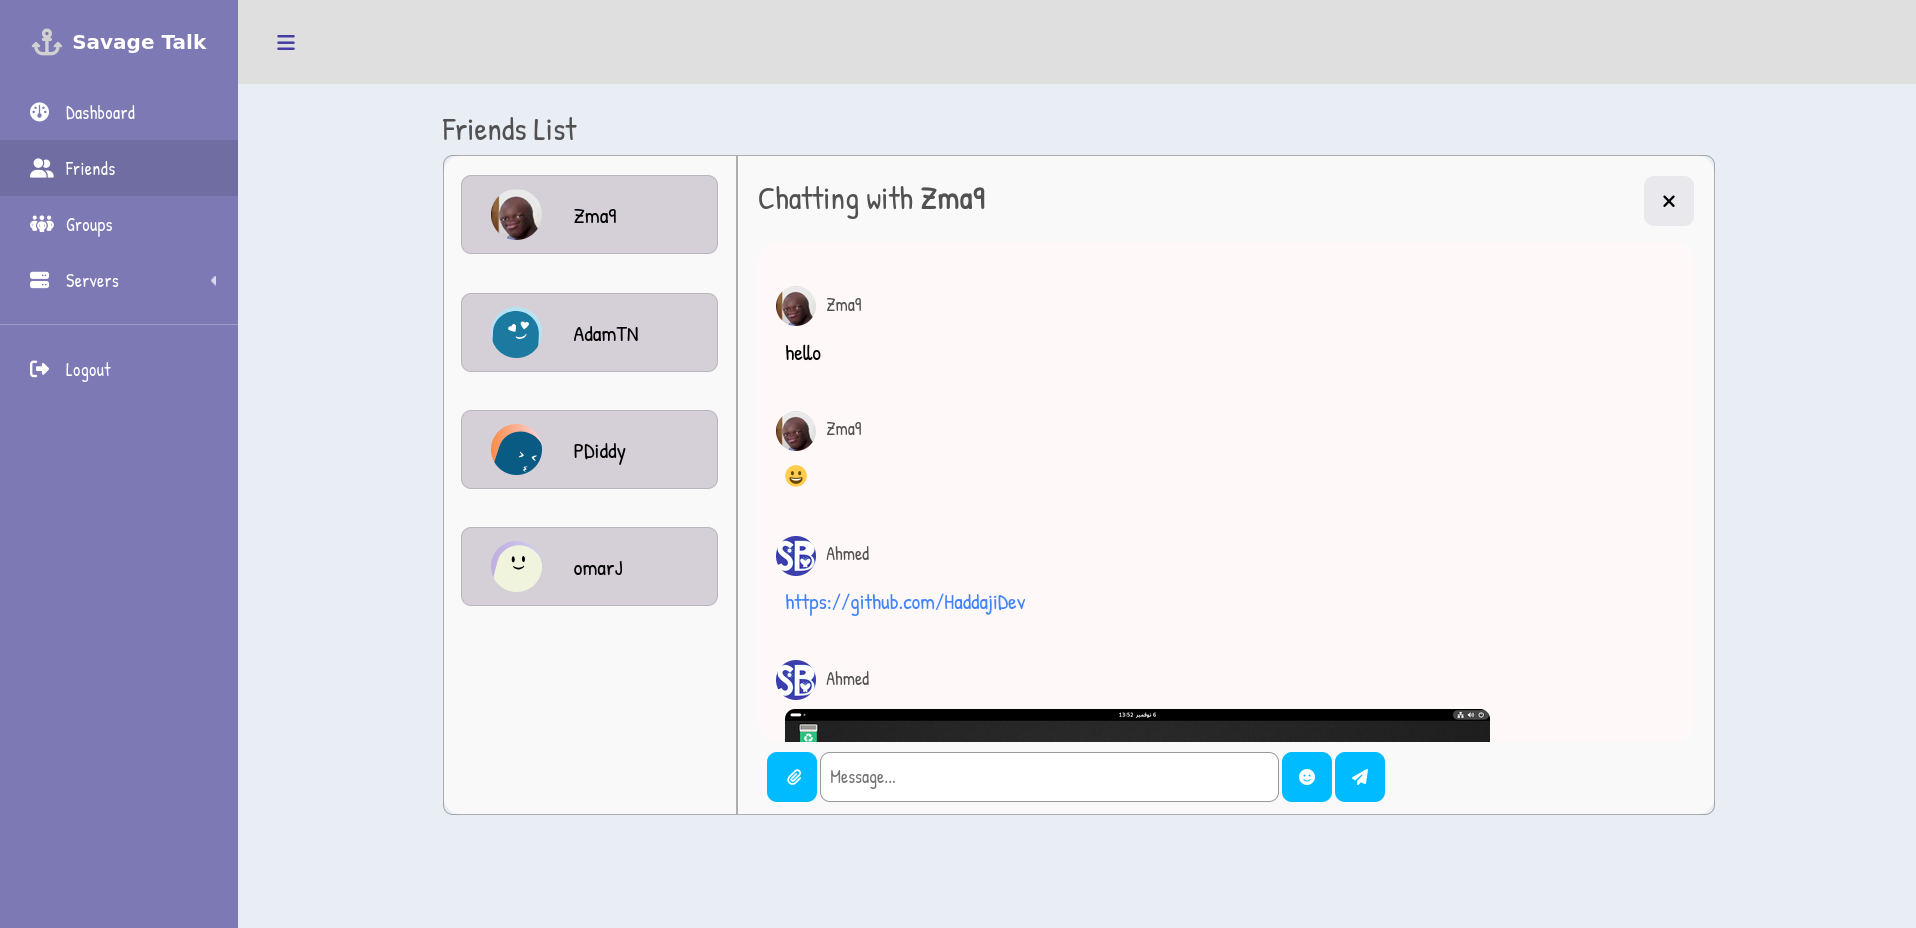 Savage Talk
Dashboard
Friends
Groups
Servers
Logout
Friends List
Zma9
AdamTN
PDiddy
omarJ
Chatting with Zma9
Zma9
hello
Zma9
Ahmed
https://github.com/HaddajiDev
Ahmed
6 نوفمبر 13:52
Message...